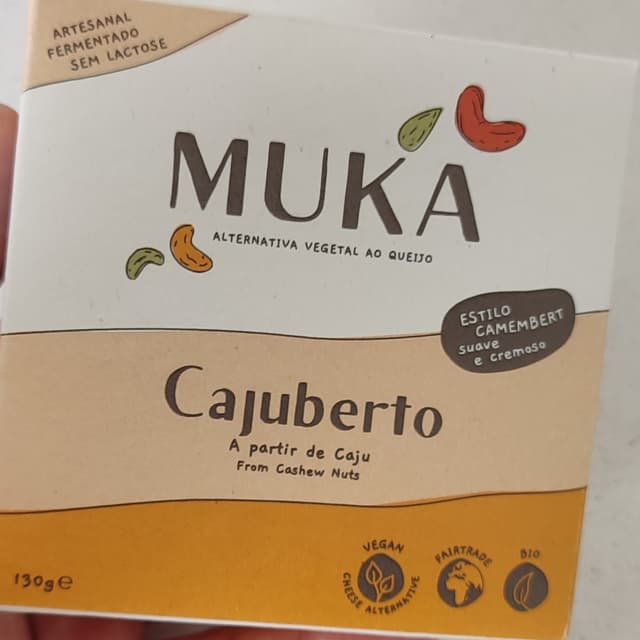 ARTESANAL
FERMENTADO
SEM LACTOSE
MUKA
ALTERNATIVA VEGETAL AO QUEIJO
ESTILO
CAMEMBERT
suave
e cremoso
Cajuberto
A partir de Caju
From Cashew Nuts
130g e
VEGAN
CHEESE ALTERNATIVE
FAIRTRADE
BIO